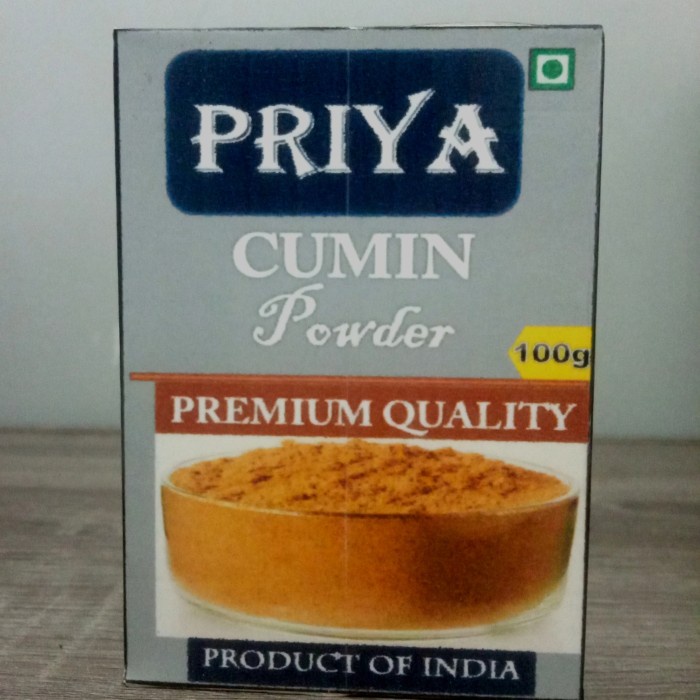 PRIYA
CUMIN
Powder
100g
PREMIUM QUALITY
PRODUCT OF INDIA